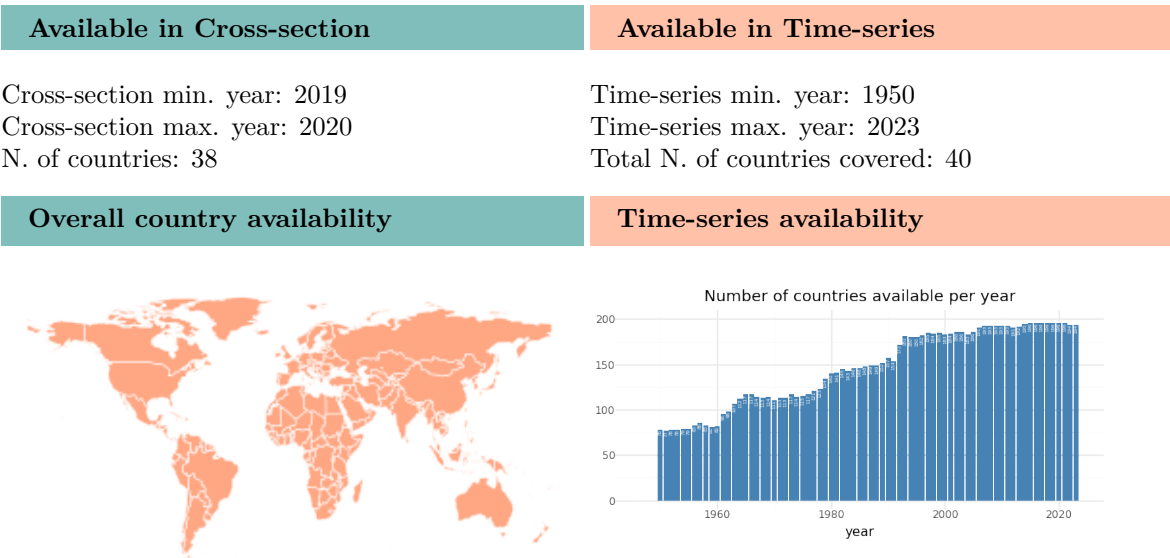 Available in Cross-section
Available in Time-series
Cross-section min. year: 2019
Cross-section max. year: 2020
N. of countries: 38
Time-series min. year: 1950
Time-series max. year: 2023
Total N. of countries covered: 40
Overall country availability
Time-series availability
Number of countries available per year
200
150
100
50
0
1960 1980 2000 2020
year